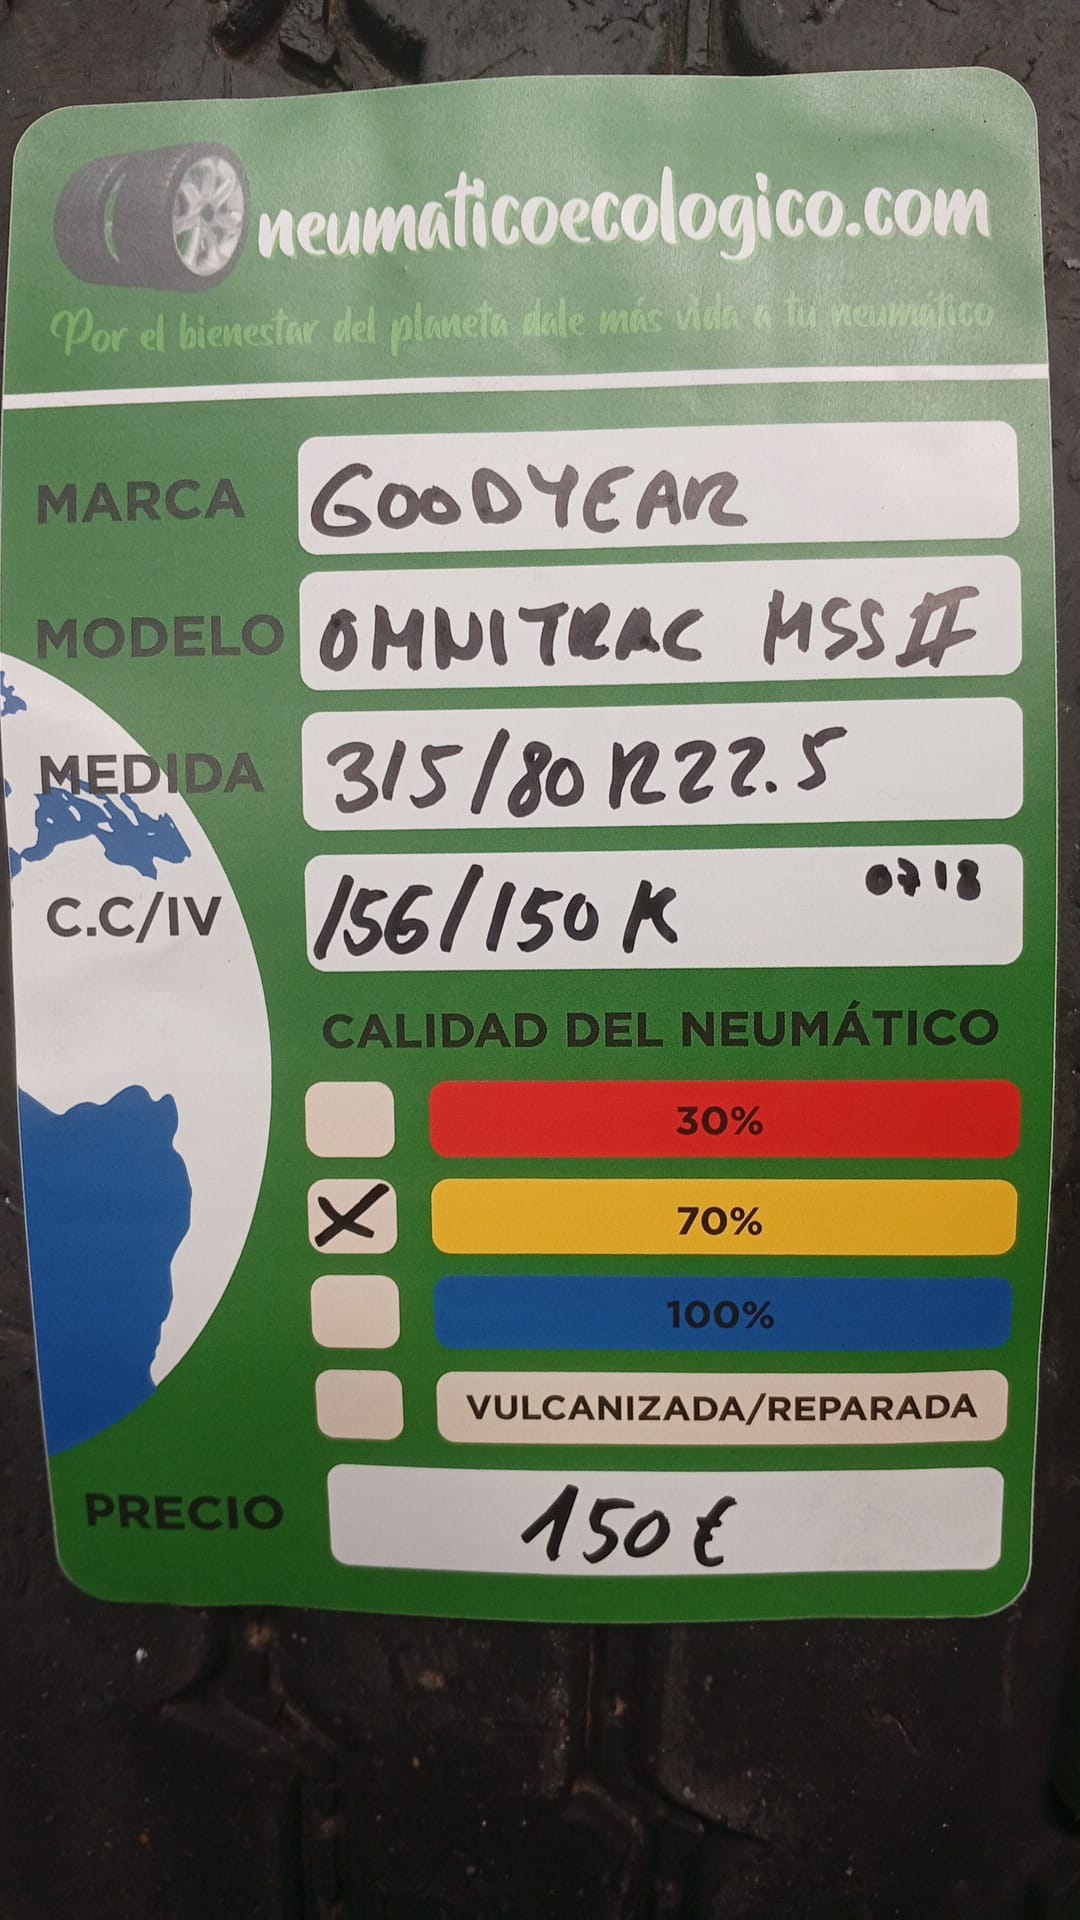 neumaticoecologico.com
Por el bienestar del planeta dale más vida a tu neumático
MARCA GOODYEAR
MODELO OMNITRAC MSS II
MEDIDA 315/80 R22.5
C.C/IV 156/150 K 0718
CALIDAD DEL NEUMÁTICO
30%
X 70%
100%
VULCANIZADA/REPARADA
PRECIO 150 €